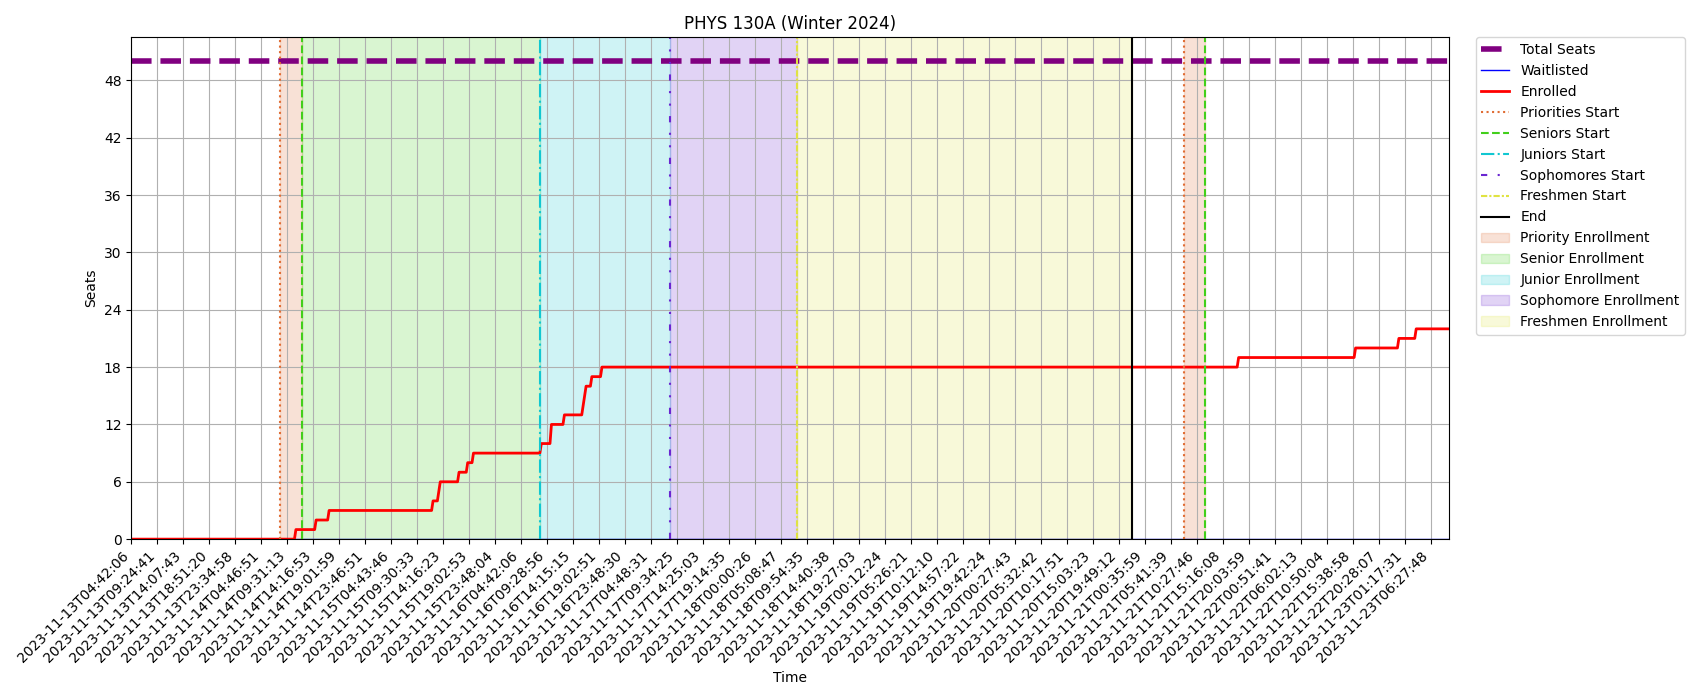 PHYS 130A (Winter 2024)
Seats
48
42
36
30
24
18
12
6
0
2023-11-13T04:42:06
2023-11-13T09:24:41
2023-11-13T14:07:43
2023-11-13T18:51:20
2023-11-13T23:34:58
2023-11-14T04:46:51
2023-11-14T09:31:13
2023-11-14T14:16:53
2023-11-14T19:01:59
2023-11-14T23:46:51
2023-11-15T04:43:46
2023-11-15T09:30:33
2023-11-15T14:16:23
2023-11-15T19:02:53
2023-11-15T23:48:04
2023-11-16T04:42:06
2023-11-16T09:28:56
2023-11-16T14:15:15
2023-11-16T19:02:51
2023-11-16T23:48:30
2023-11-17T04:48:31
2023-11-17T09:34:25
2023-11-17T14:25:03
2023-11-17T19:14:35
2023-11-18T00:00:26
2023-11-18T05:08:47
2023-11-18T09:54:35
2023-11-18T14:40:38
2023-11-18T19:27:03
2023-11-19T00:12:24
2023-11-19T05:26:21
2023-11-19T10:12:10
2023-11-19T14:57:22
2023-11-19T19:42:24
2023-11-20T00:27:43
2023-11-20T05:32:42
2023-11-20T10:17:51
2023-11-20T15:03:23
2023-11-20T19:49:12
2023-11-21T00:35:59
2023-11-21T05:41:39
2023-11-21T10:27:46
2023-11-21T15:16:08
2023-11-21T20:03:59
2023-11-22T00:51:41
2023-11-22T06:02:13
2023-11-22T10:50:04
2023-11-22T15:38:58
2023-11-22T20:28:07
2023-11-23T01:17:31
2023-11-23T06:27:48
Time
Total Seats
Waitlisted
Enrolled
Priorities Start
Seniors Start
Juniors Start
Sophomores Start
Freshmen Start
End
Priority Enrollment
Senior Enrollment
Junior Enrollment
Sophomore Enrollment
Freshmen Enrollment